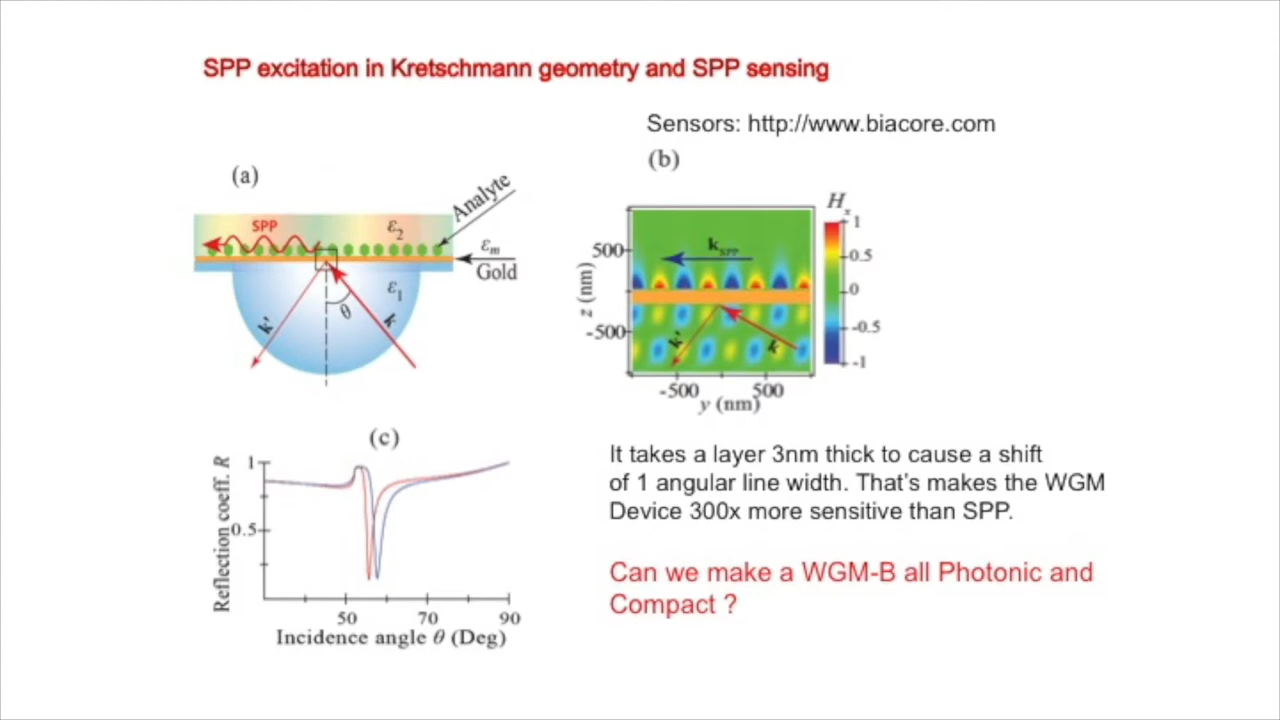 SPP excitation in Kretschmann geometry and SPP sensing
Sensors: http://www.biacore.com
(a)
Analyte
SPP
ε2
εm
Gold
ε1
θ
k'
k
(b)
Hx
1
0.5
0
-0.5
-1
kSPP
500
-500
z (nm)
k'
k
-500
500
y (nm)
(c)
Reflection coeff. R
1
0.5
50
70
90
Incidence angle θ (Deg)
It takes a layer 3nm thick to cause a shift
of 1 angular line width. That's makes the WGM
Device 300x more sensitive than SPP.
Can we make a WGM-B all Photonic and
Compact ?